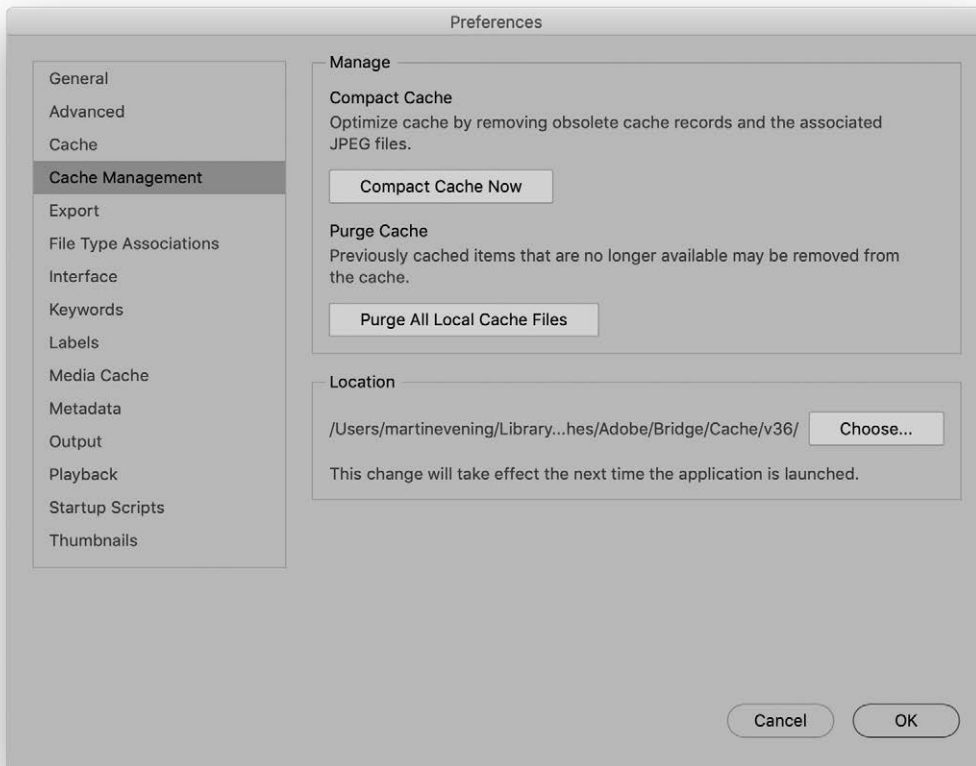 Preferences
General
Advanced
Cache
Cache Management
Export
File Type Associations
Interface
Keywords
Labels
Media Cache
Metadata
Output
Playback
Startup Scripts
Thumbnails
Manage
Compact Cache
Optimize cache by removing obsolete cache records and the associated
JPEG files.
Compact Cache Now
Purge Cache
Previously cached items that are no longer available may be removed from
the cache.
Purge All Local Cache Files
Location
/Users/martinevening/Library...hes/Adobe/Bridge/Cache/v36/ Choose...
This change will take effect the next time the application is launched.
Cancel OK